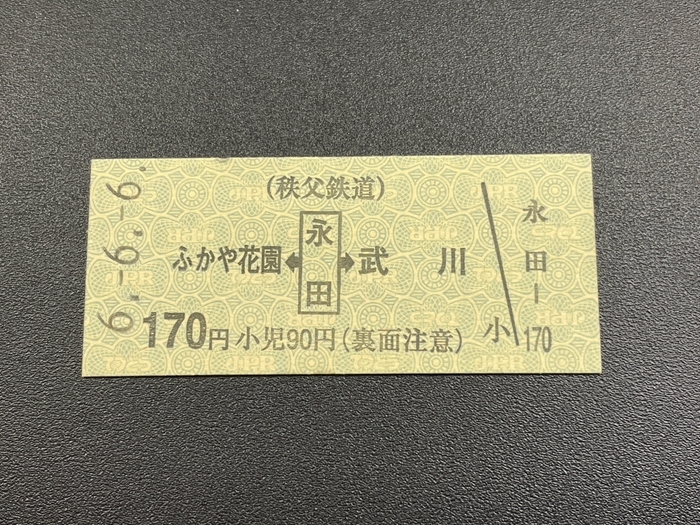 6.-6.-6.
(秩父鉄道)
ふかや花園←永田→武川
170円小児90円(裏面注意)
小
永田―170